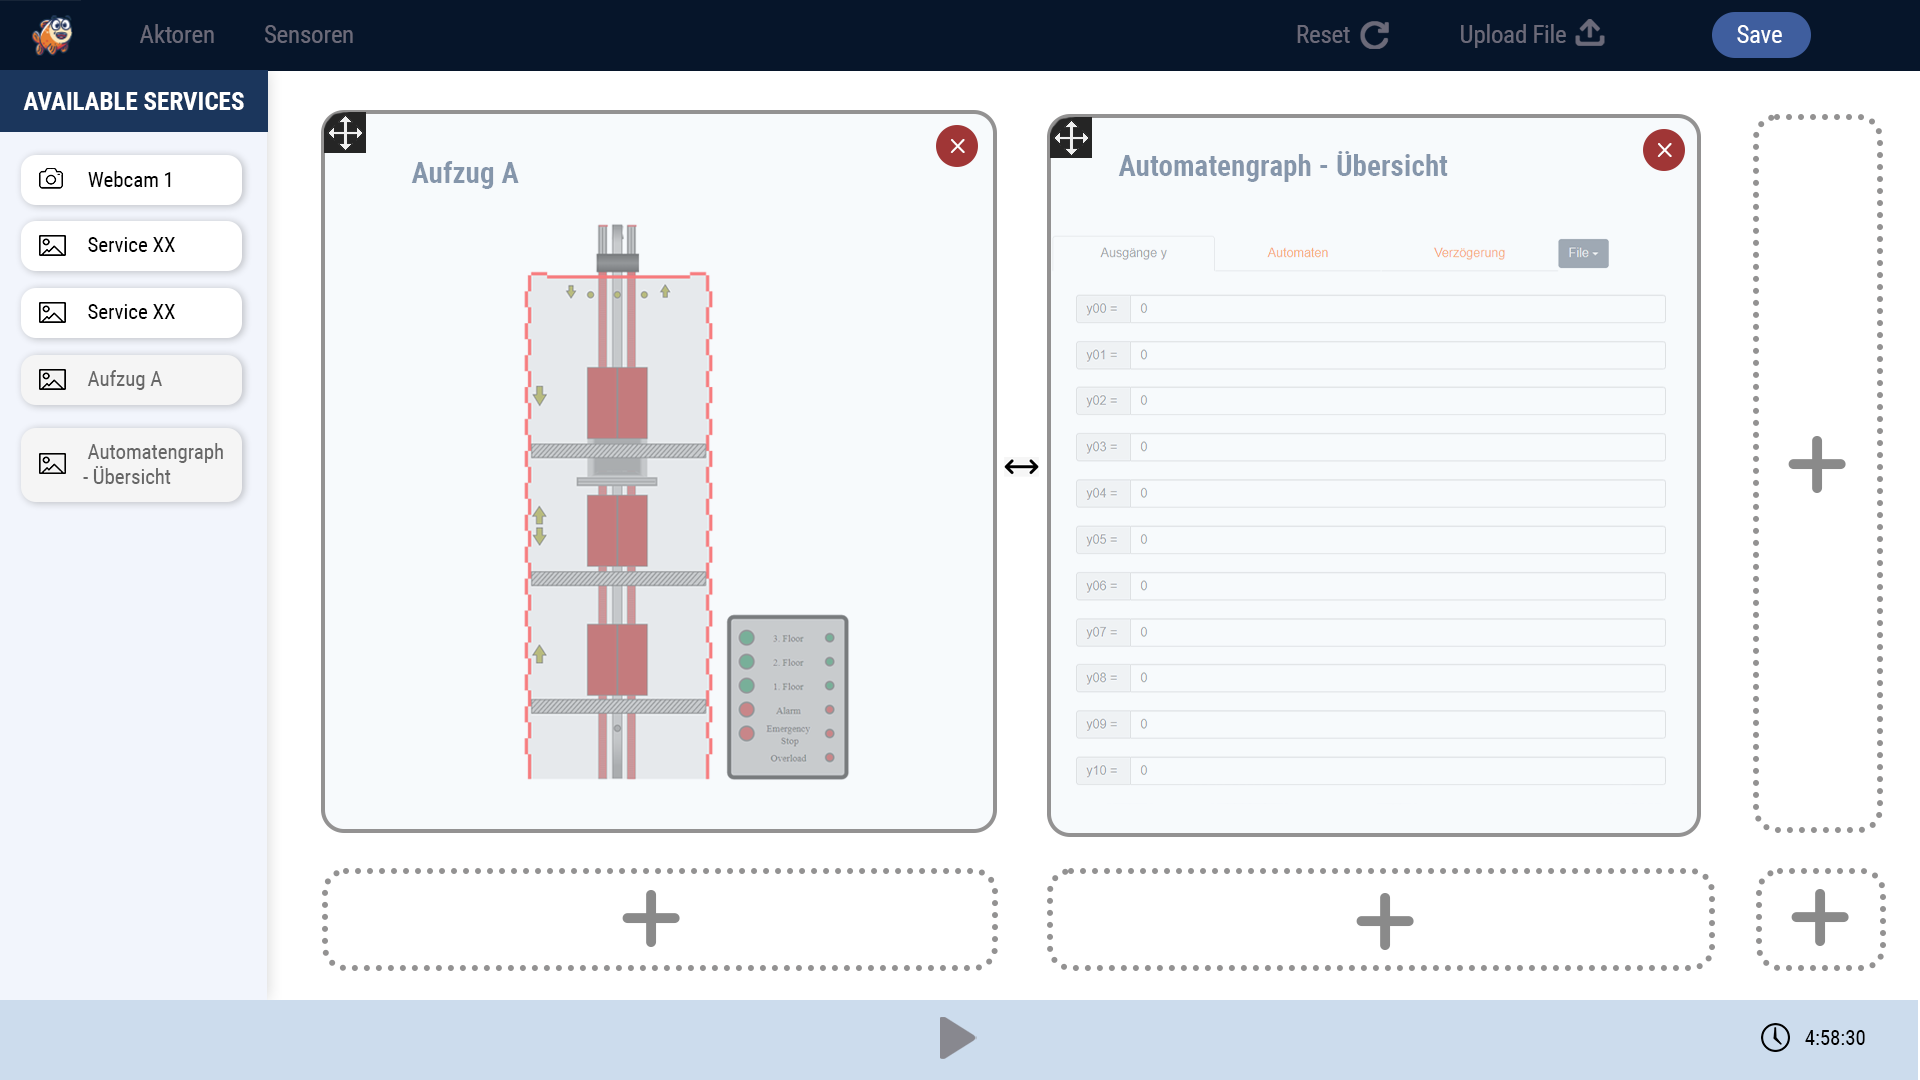 Aktoren
Sensoren
Reset
Upload File
Save
AVAILABLE SERVICES
Webcam 1
Service XX
Service XX
Aufzug A
Automatengraph
- Übersicht
Aufzug A
3. Floor
2. Floor
1. Floor
Alarm
Emergency
Stop
Overload
Automatengraph - Übersicht
Ausgänge y
Automaten
Verzögerung
File
y00 = 0
y01 = 0
y02 = 0
y03 = 0
y04 = 0
y05 = 0
y06 = 0
y07 = 0
y08 = 0
y09 = 0
y10 = 0
4:58:30